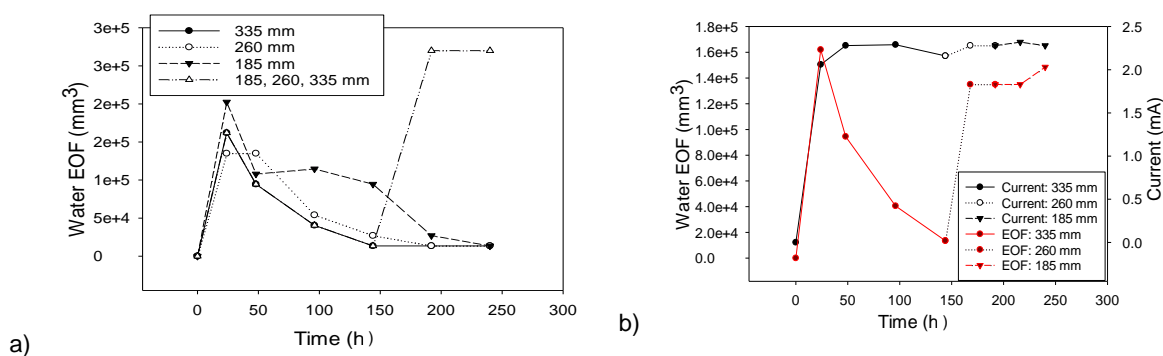 335 mm
260 mm
185 mm
185, 260, 335 mm
3e+5
3e+5
2e+5
2e+5
1e+5
5e+4
0
Water EOF (mm3)
0 50 100 150 200 250 300
Time (h )
a)
1.8e+5
1.6e+5
1.4e+5
1.2e+5
1.0e+5
8.0e+4
6.0e+4
4.0e+4
2.0e+4
0.0
Water EOF (mm3)
2.5
2.0
1.5
1.0
0.5
0.0
Current (mA)
Current: 335 mm
Current: 260 mm
Current: 185 mm
EOF: 335 mm
EOF: 260 mm
EOF: 185 mm
0 50 100 150 200 250 300
Time (h )
b)